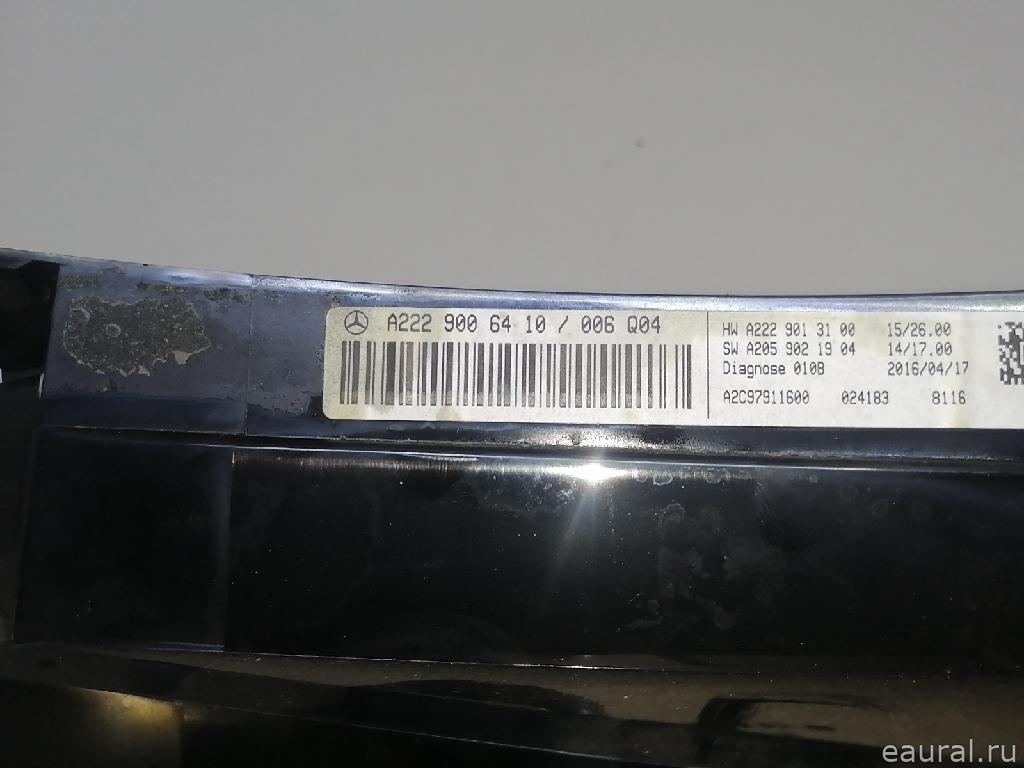 A222 900 64 10 / 006 Q04
HW A222 901 31 00 15/26.00
SW A205 902 19 04 14/17.00
Diagnose 010B 2016/04/17
A2C97911600 024183 8116
eaural.ru